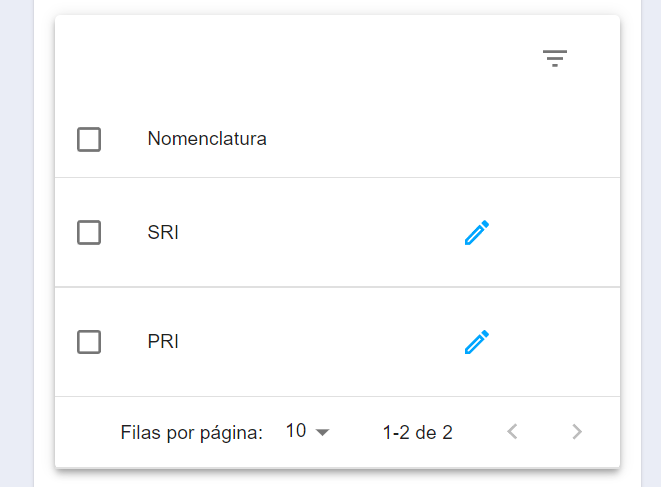 Nomenclatura
SRI
PRI
Filas por página: 10 1-2 de 2